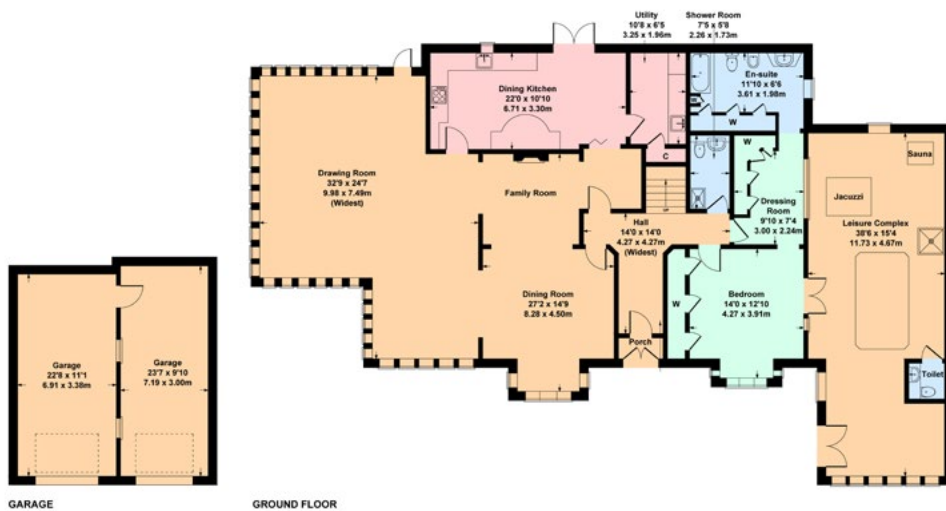 Utility
10'8 x 6'5
3.25 x 1.96m
Shower Room
7'5 x 5'8
2.26 x 1.73m
En-suite
11'10 x 6'6
3.61 x 1.98m
Dining Kitchen
22'0 x 10'10
6.71 x 3.30m
W
W
C
W
Drawing Room
32'9 x 24'7
9.98 x 7.49m
(Widest)
Family Room
UP
Sauna
Jacuzzi
Dressing
Room
9'10 x 7'4
3.00 x 2.24m
Hall
14'0 x 14'0
4.27 x 4.27m
(Widest)
Leisure Complex
38'6 x 15'4
11.73 x 4.67m
Dining Room
27'2 x 14'9
8.28 x 4.50m
W
Bedroom
14'0 x 12'10
4.27 x 3.91m
Porch
Toilet
Garage
22'8 x 11'1
6.91 x 3.38m
Garage
23'7 x 9'10
7.19 x 3.00m
GARAGE
GROUND FLOOR